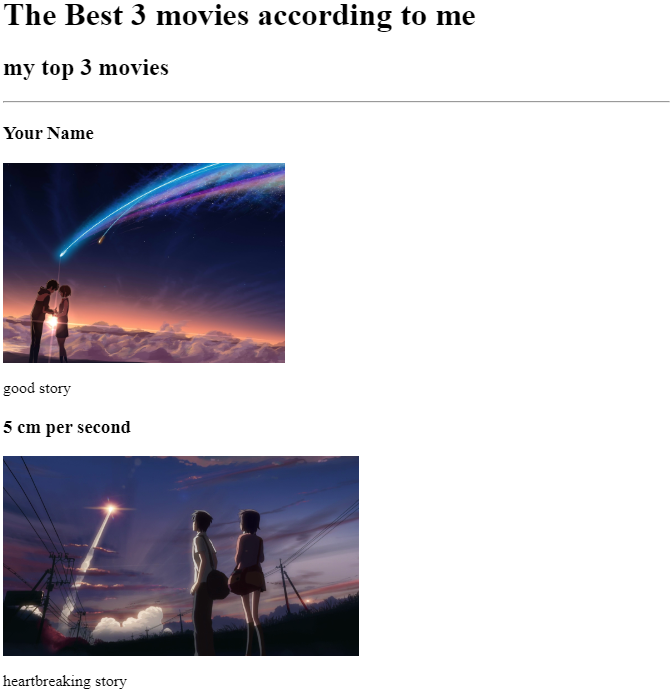 The Best 3 movies according to me
my top 3 movies
Your Name
good story
5 cm per second
heartbreaking story